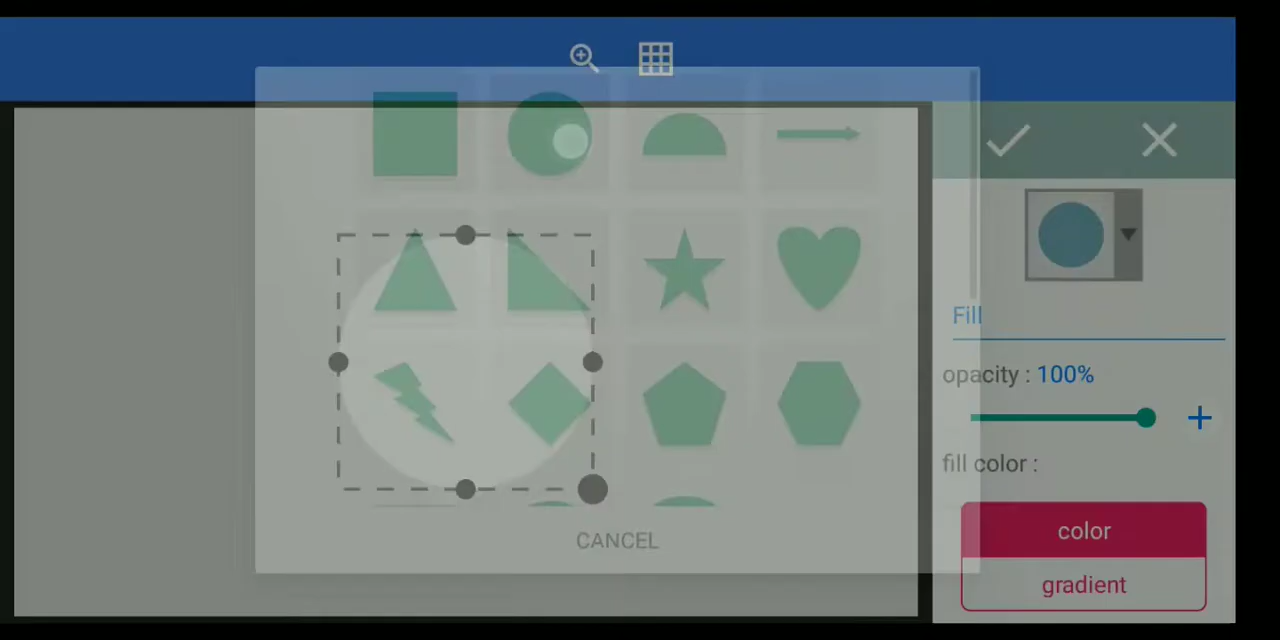 Fill
opacity : 100%
fill color :
color
gradient
CANCEL